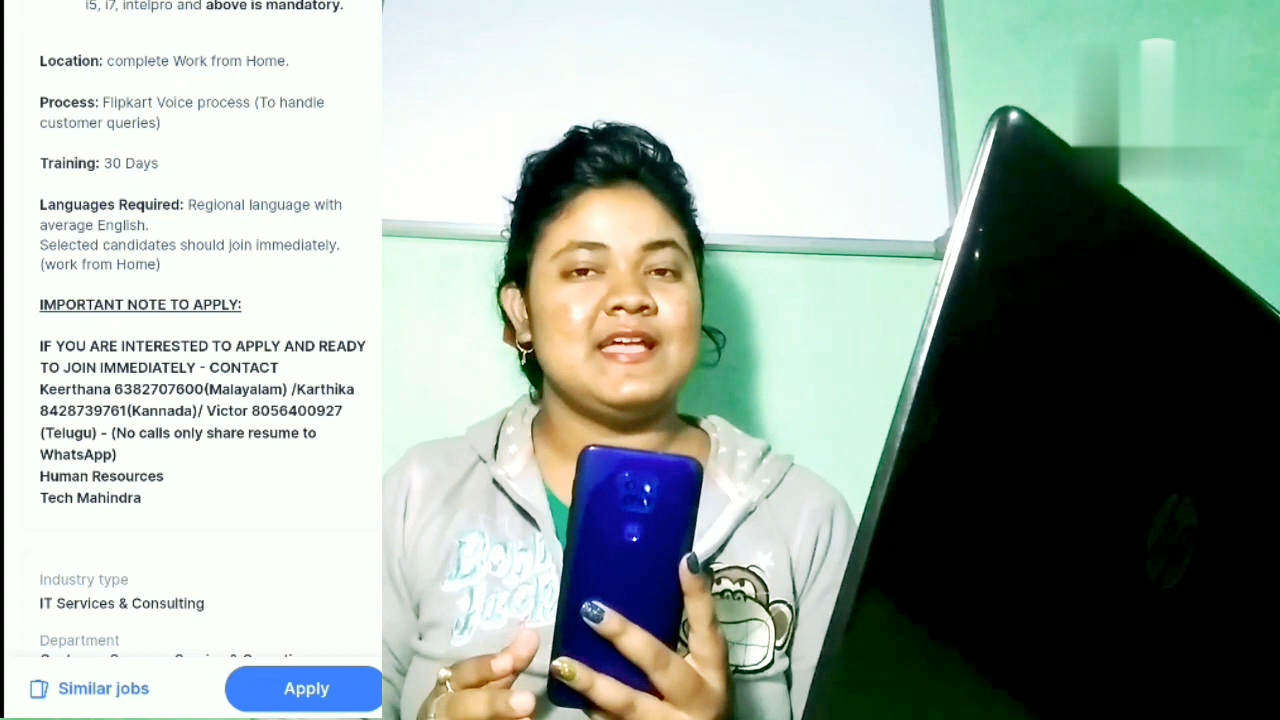 i5, i7, intelpro and above is mandatory.
Location: complete Work from Home.
Process: Flipkart Voice process (To handle
customer queries)
Training: 30 Days
Languages Required: Regional language with
average English.
Selected candidates should join immediately.
(work from Home)
IMPORTANT NOTE TO APPLY:
IF YOU ARE INTERESTED TO APPLY AND READY
TO JOIN IMMEDIATELY - CONTACT
Keerthana 6382707600(Malayalam) /Karthika
8428739761(Kannada)/ Victor 8056400927
(Telugu) - (No calls only share resume to
WhatsApp)
Human Resources
Tech Mahindra
Industry type
IT Services & Consulting
Department
Similar jobs
Apply
hp